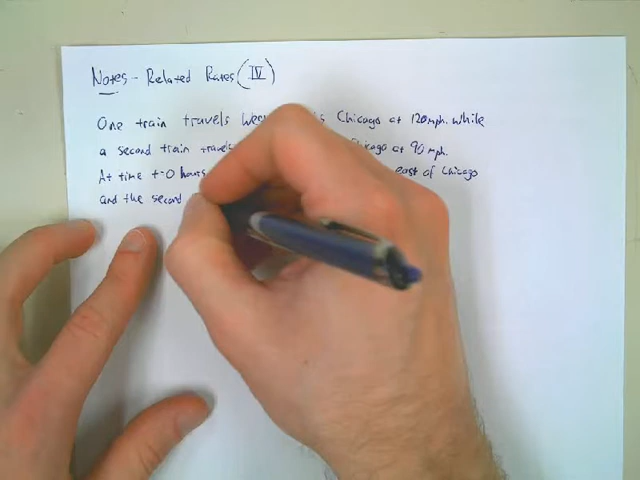 Notes - Related Rates (IV)
One train travels Chicago at 120mph. while
a second train Chicago at 90 mph.
At time t=0 hours east of Chicago
and the second